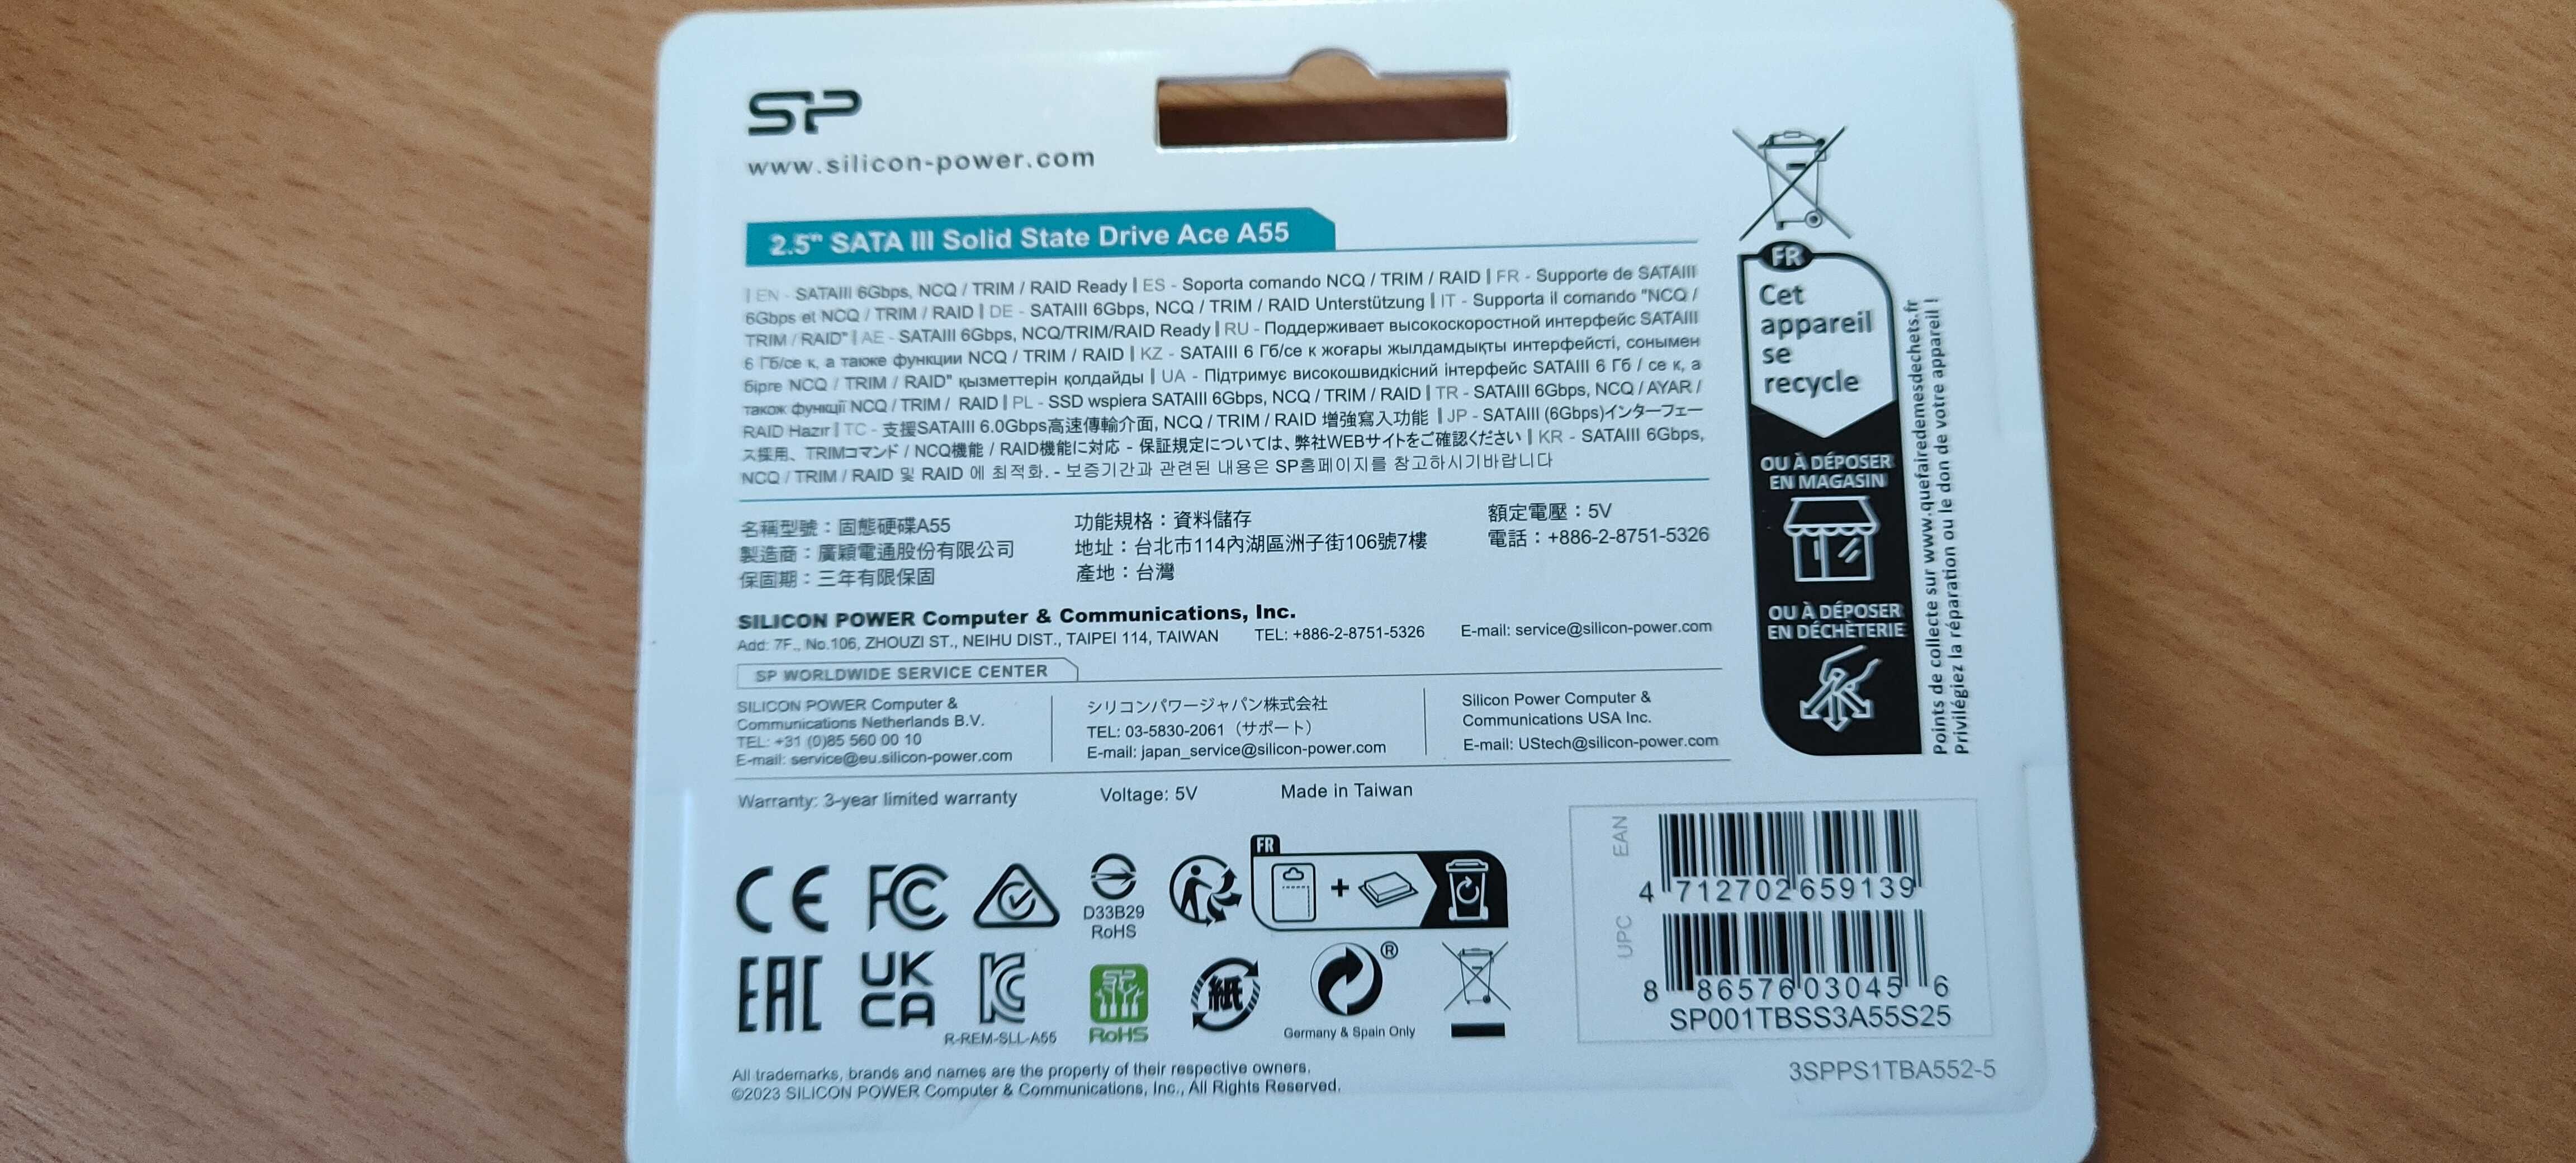 SP
www.silicon-power.com
2.5" SATA III Solid State Drive Ace A55
| EN - SATAIII 6Gbps, NCQ / TRIM / RAID Ready | ES - Soporta comando NCQ / TRIM / RAID | FR - Supporte de SATAIII
6Gbps et NCQ / TRIM / RAID | DE - SATAIII 6Gbps, NCQ / TRIM / RAID Unterstützung | IT - Supporta il comando "NCQ /
TRIM / RAID" | AE - SATAIII 6Gbps, NCQ/TRIM/RAID Ready | RU - Поддерживает высокоскоростной интерфейс SATAIII
6 Гб/се к, а также функции NCQ / TRIM / RAID | KZ - SATAIII 6 Гб/се к жоғары жылдамдықты интерфейсті, сонымен
бірге NCQ / TRIM / RAID" қызметтерін қолдайды | UA - Підтримує високошвидкісний інтерфейс SATAIII 6 Гб / се к, а
також функції NCQ / TRIM / RAID | PL - SSD wspiera SATAIII 6Gbps, NCQ / TRIM / RAID | TR - SATAIII 6Gbps, NCQ / AYAR /
RAID Hazır | TC - 支援SATAIII 6.0Gbps高速傳輸介面, NCQ / TRIM / RAID 增強寫入功能 | JP - SATAIII (6Gbps)インターフェー
ス採用、TRIMコマンド / NCQ機能 / RAID機能に対応 - 保証規定については、弊社WEBサイトをご確認ください | KR - SATAIII 6Gbps,
NCQ / TRIM / RAID 및 RAID 에 최적화. - 보증기간과 관련된 내용은 SP홈페이지를 참고하시기바랍니다
名稱型號：固態硬碟A55 功能規格：資料儲存 額定電壓：5V
製造商：廣穎電通股份有限公司 地址：台北市114內湖區洲子街106號7樓 電話：+886-2-8751-5326
保固期：三年有限保固 產地：台灣
SILICON POWER Computer & Communications, Inc.
Add: 7F., No.106, ZHOUZI ST., NEIHU DIST., TAIPEI 114, TAIWAN TEL: +886-2-8751-5326 E-mail: service@silicon-power.com
SP WORLDWIDE SERVICE CENTER
SILICON POWER Computer &
Communications Netherlands B.V.
TEL: +31 (0)85 560 00 10
E-mail: service@eu.silicon-power.com
シリコンパワージャパン株式会社
TEL: 03-5830-2061（サポート）
E-mail: japan_service@silicon-power.com
Silicon Power Computer &
Communications USA Inc.
E-mail: UStech@silicon-power.com
Warranty: 3-year limited warranty Voltage: 5V Made in Taiwan
CE FC D33B29
RoHS
FR
EAC UK
CA
R-REM-SLL-A55
SP
RoHS
紙
®
Germany & Spain Only
All trademarks, brands and names are the property of their respective owners.
©2023 SILICON POWER Computer & Communications, Inc., All Rights Reserved.
FR
Cet
appareil
se
recycle
OU À DÉPOSER
EN MAGASIN
OU À DÉPOSER
EN DÉCHÈTERIE
Points de collecte sur www.quefairedemesdechets.fr
Privilégiez la réparation ou le don de votre appareil !
EAN
4 712702 659139
UPC
8 86576 03045 6
SP001TBSS3A55S25
3SPPS1TBA552-5